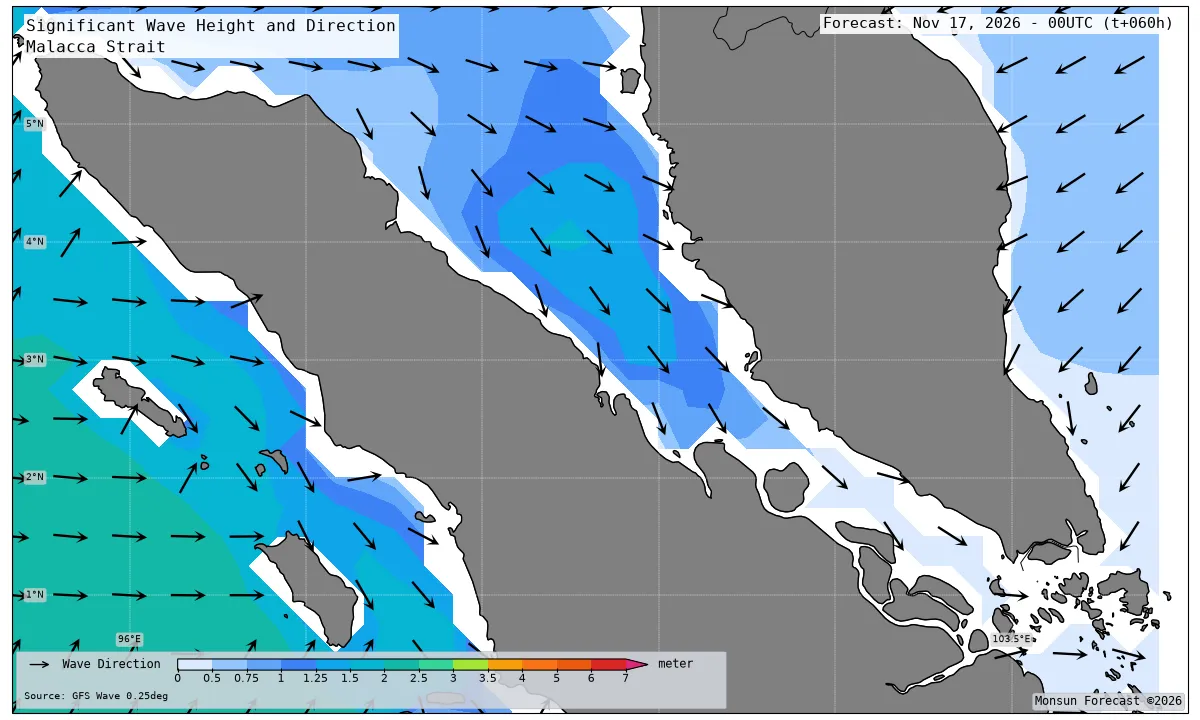 Significant Wave Height and Direction
Malacca Strait
Forecast: Nov 17, 2026 - 00UTC (t+060h)
5°N
4°N
3°N
2°N
1°N
96°E
103.5°E
Wave Direction
0 0.5 0.75 1 1.25 1.5 2 2.5 3 3.5 4 5 6 7
meter
Source: GFS Wave 0.25deg
Monsun Forecast ©2026